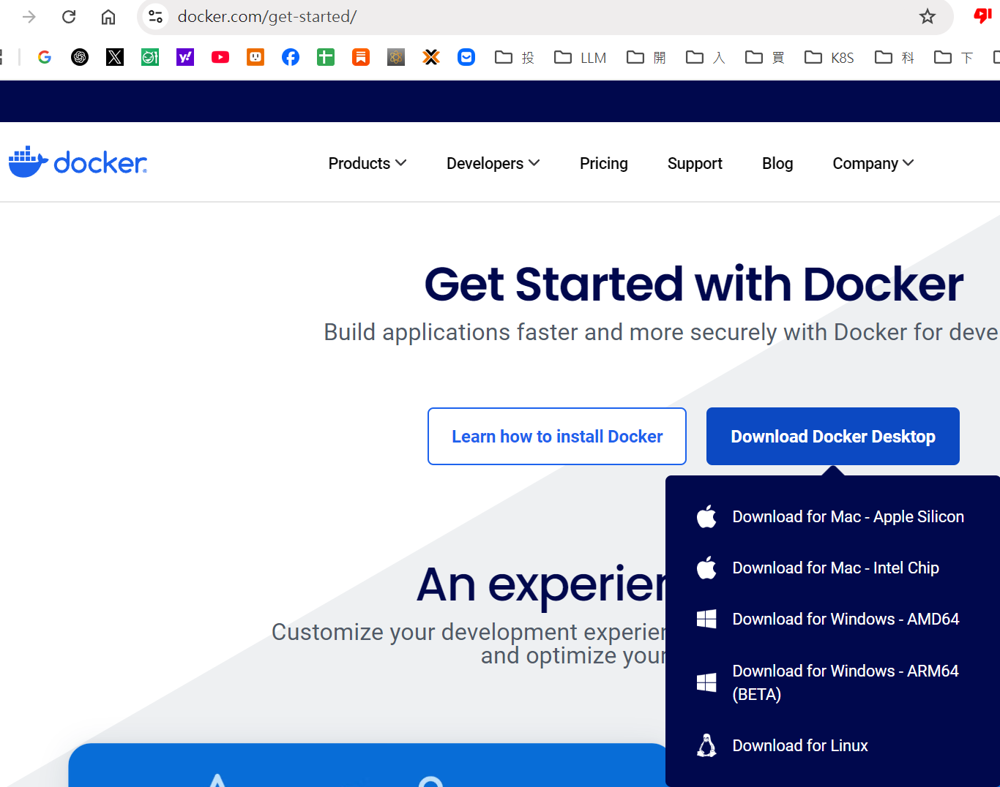 docker.com/get-started/
投
LLM
開
入
買
K8S
科
下
docker
Products
Developers
Pricing
Support
Blog
Company
Get Started with Docker
Build applications faster and more securely with Docker for deve
Learn how to install Docker
Download Docker Desktop
Download for Mac - Apple Silicon
Download for Mac - Intel Chip
Download for Windows - AMD64
Download for Windows - ARM64
(BETA)
Download for Linux
An experien
Customize your development experien
and optimize your